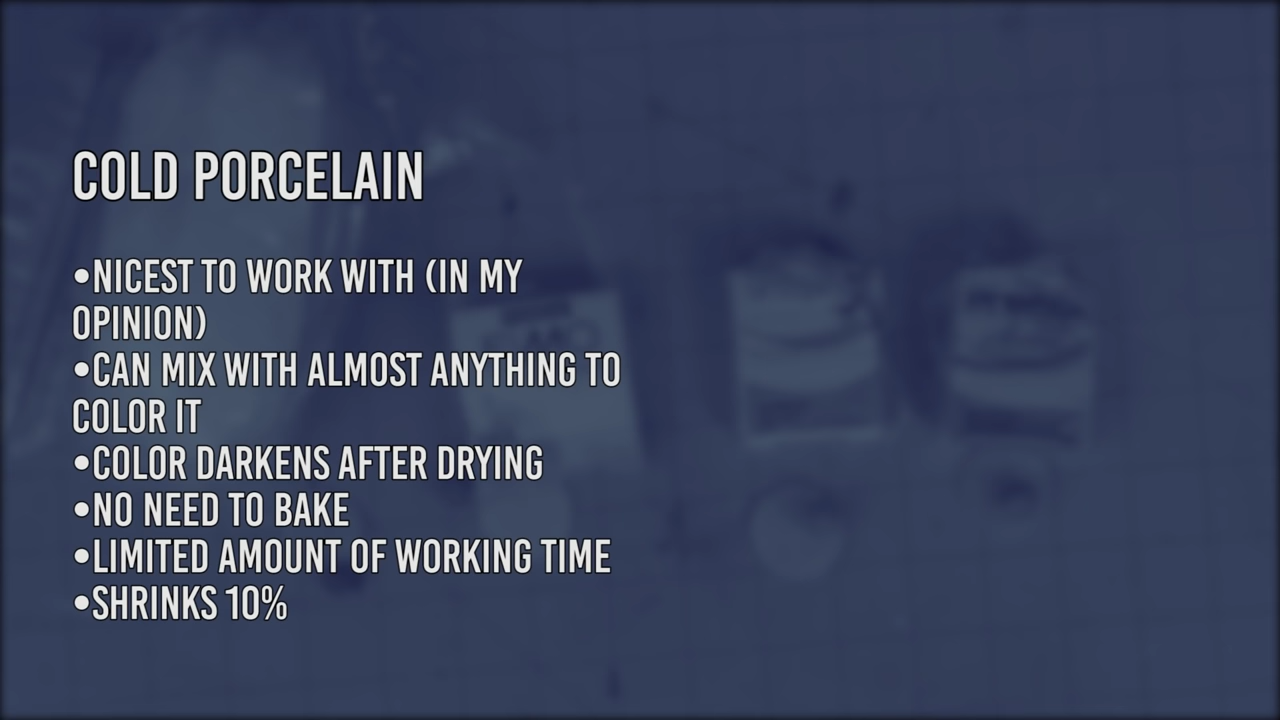 COLD PORCELAIN
•NICEST TO WORK WITH (IN MY
OPINION)
•CAN MIX WITH ALMOST ANYTHING TO
COLOR IT
•COLOR DARKENS AFTER DRYING
•NO NEED TO BAKE
•LIMITED AMOUNT OF WORKING TIME
•SHRINKS 10%